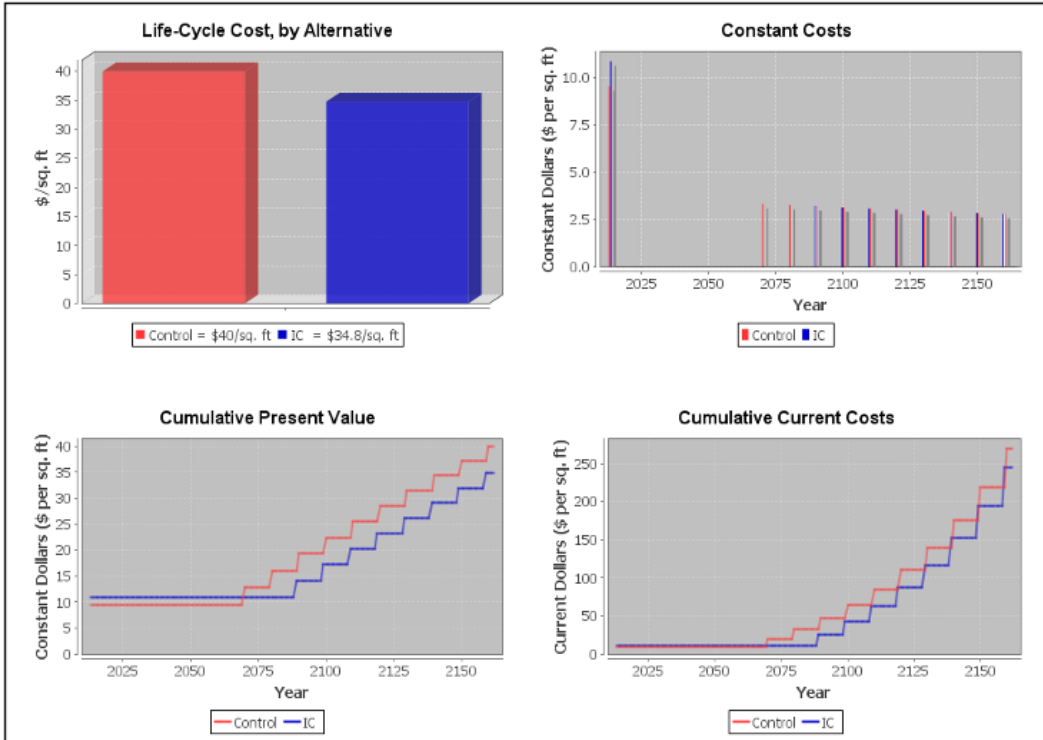 Life-Cycle Cost, by Alternative
$/sq. ft
40
35
30
25
20
15
10
5
0
Control = $40/sq. ft IC = $34.8/sq. ft
Constant Costs
Constant Dollars ($ per sq. ft)
10.0
7.5
5.0
2.5
0.0
2025 2050 2075 2100 2125 2150
Year
Control IC
Cumulative Present Value
Constant Dollars ($ per sq. ft)
40
35
30
25
20
15
10
5
0
2025 2050 2075 2100 2125 2150
Year
Control IC
Cumulative Current Costs
Current Dollars ($ per sq. ft)
250
200
150
100
50
0
2025 2050 2075 2100 2125 2150
Year
Control IC